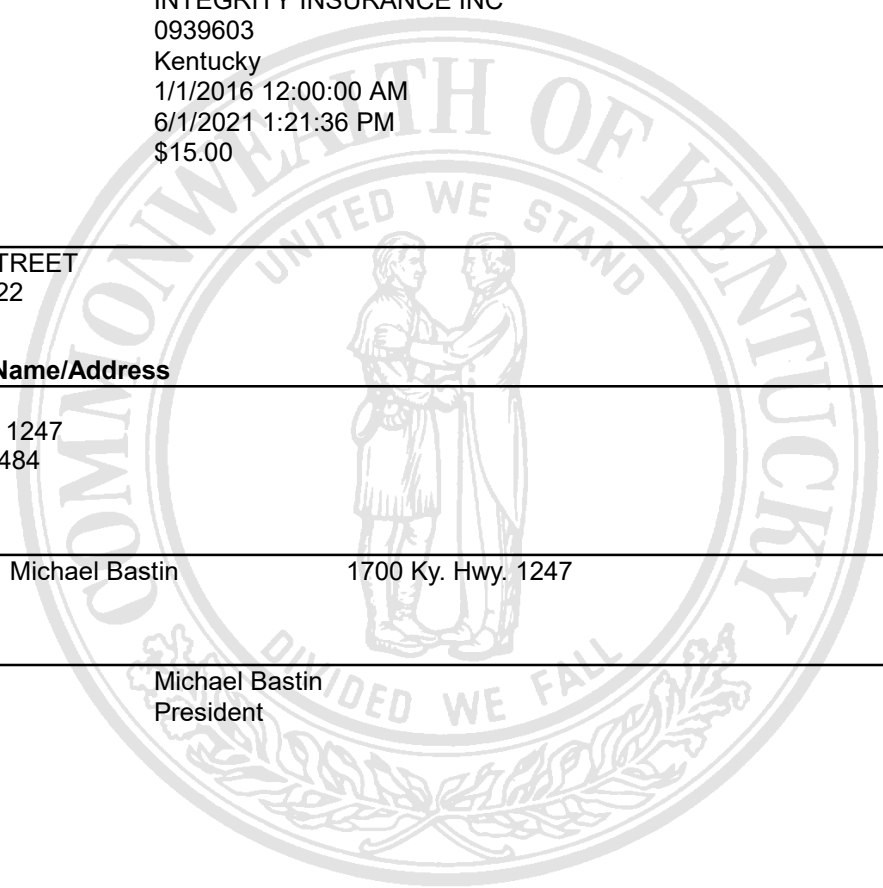 INTEGRITY INSURANCE INC
0939603
Kentucky
1/1/2016 12:00:00 AM
6/1/2021 1:21:36 PM
$15.00
TREET
22
Name/Address
1247
484
Michael Bastin 1700 Ky. Hwy. 1247
Michael Bastin
President
COMMONWEALTH OF KENTUCKY
UNITED WE STAND
DIVIDED WE FALL